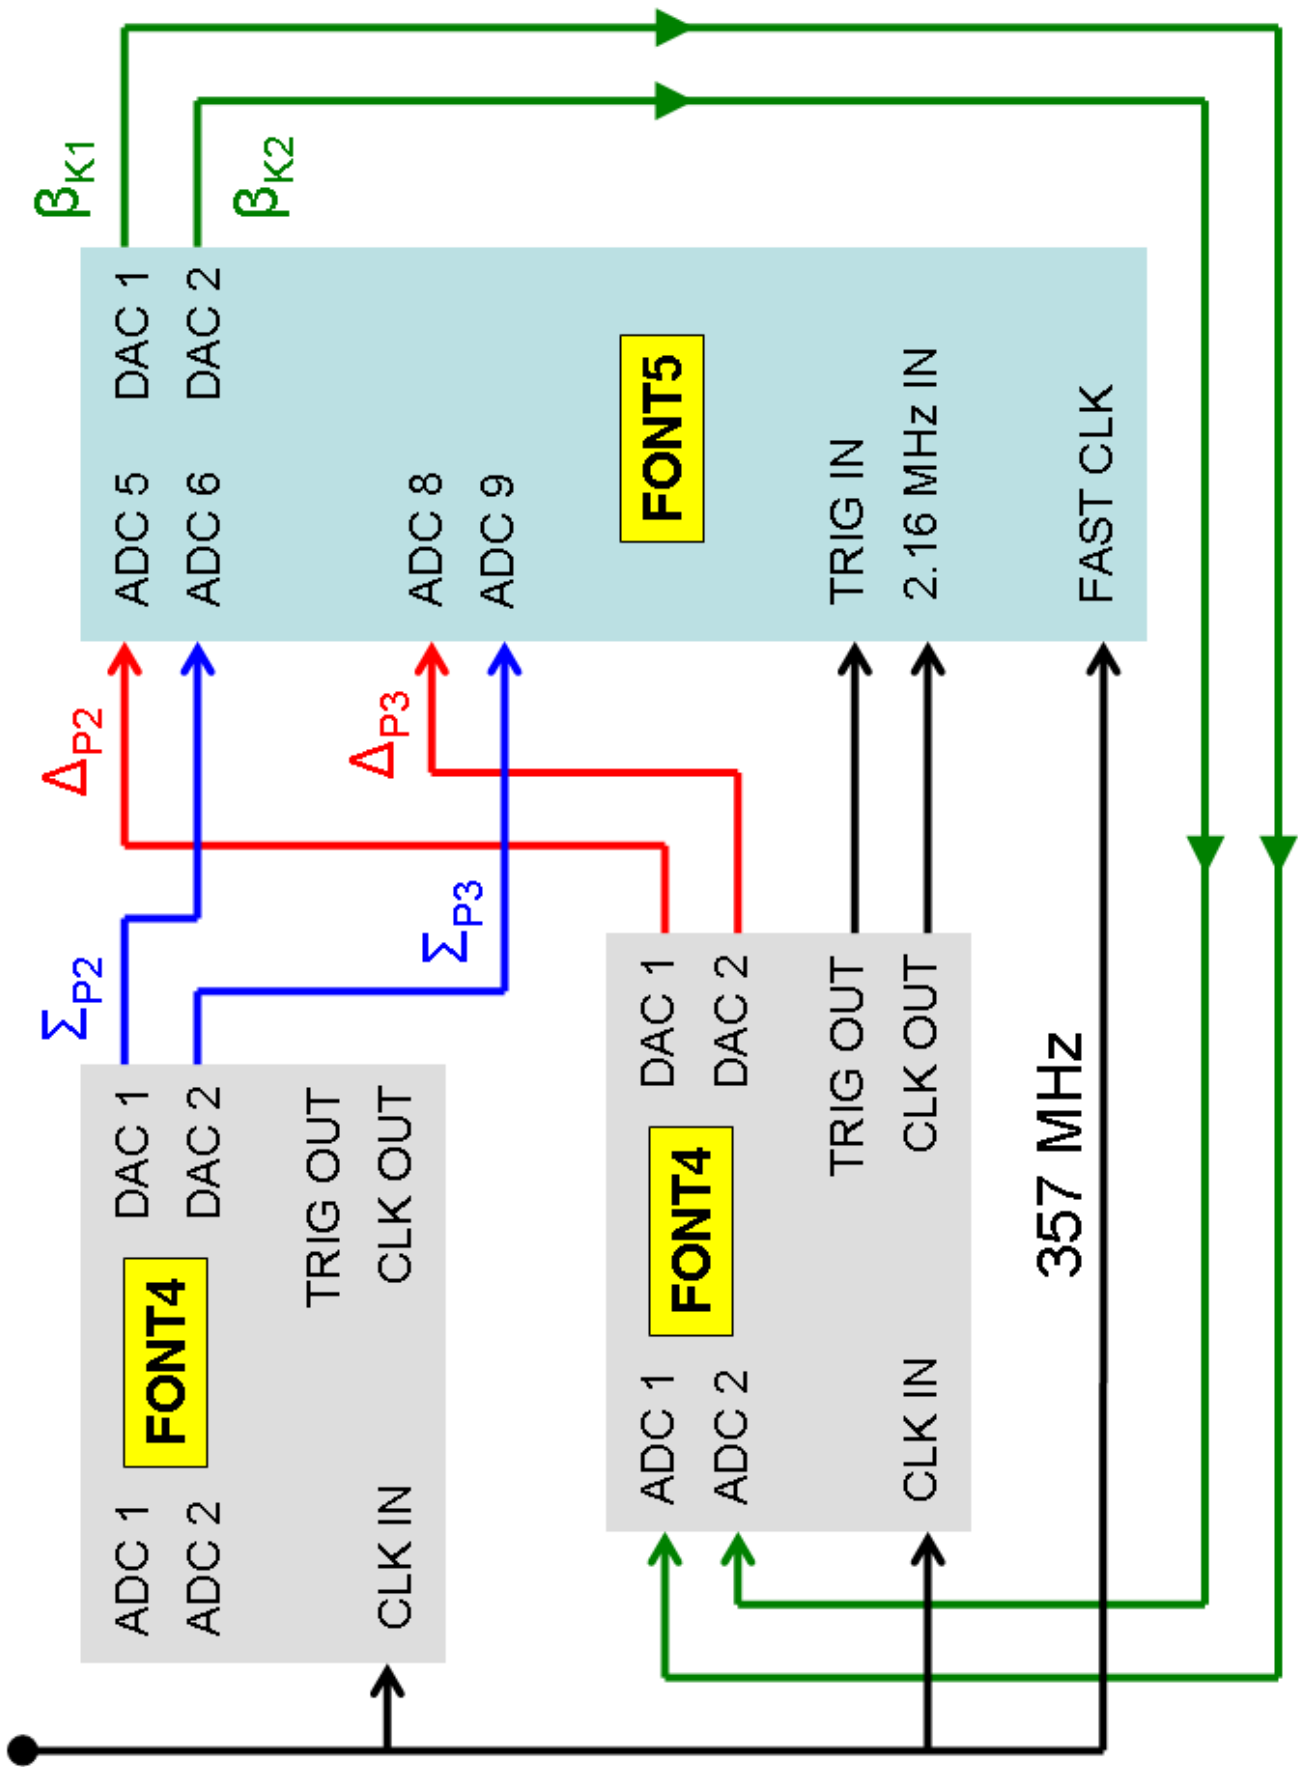 ADC 1
ADC 2
FONT4
DAC 1
DAC 2
TRIG OUT
CLK OUT
CLK IN
ΣP2
ΣP3
ΔP2
ΔP3
ADC 1
ADC 2
FONT4
DAC 1
DAC 2
TRIG OUT
CLK OUT
CLK IN
357 MHz
ADC 5
DAC 1
ADC 6
DAC 2
ADC 8
ADC 9
FONT5
TRIG IN
2.16 MHz IN
FAST CLK
βK1
βK2